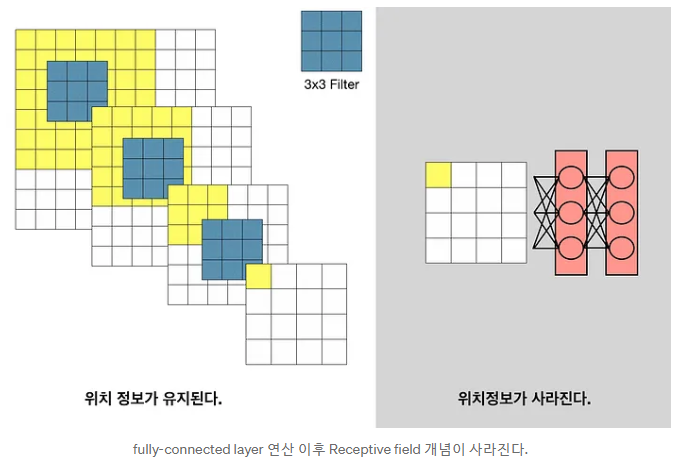 3x3 Filter
위치 정보가 유지된다.
위치정보가 사라진다.
fully-connected layer 연산 이후 Receptive field 개념이 사라진다.